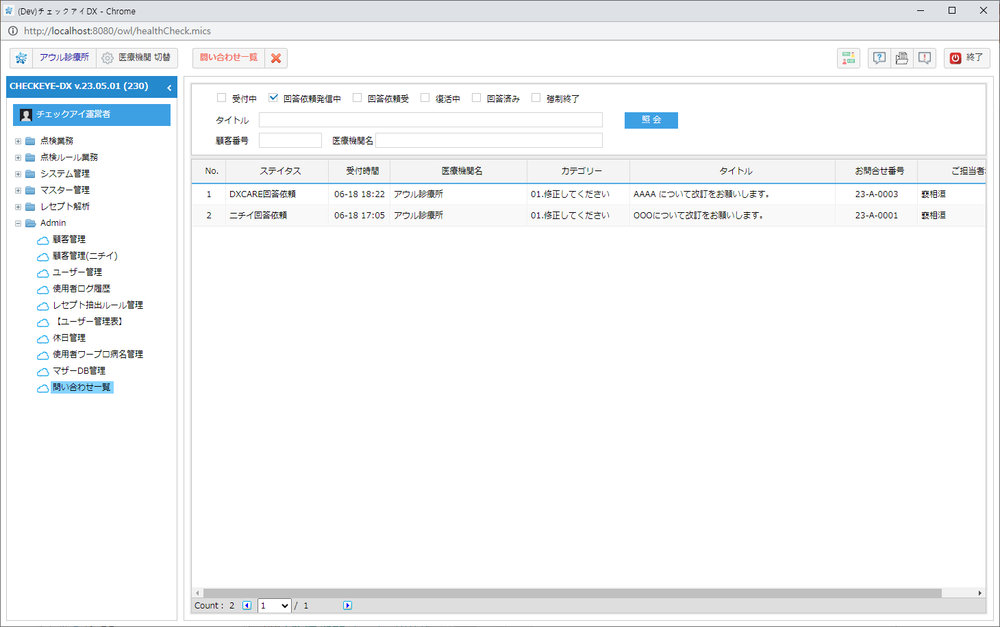 (Dev)チェックアイDX - Chrome
http://localhost:8080/owl/healthCheck.mics
アウル診療所 医療機関 切替 問い合わせ一覧 終了
CHECKEYE-DX v.23.05.01 (230)
チェックアイ運営者
点検業務
点検ルール業務
システム管理
マスター管理
レセプト解析
Admin
顧客管理
顧客管理(ニチイ)
ユーザー管理
使用者ログ履歴
レセプト抽出ルール管理
【ユーザー管理表】
休日管理
使用者ワープロ病名管理
マザーDB管理
問い合わせ一覧
受付中 回答依頼発信中 回答依頼受 復活中 回答済み 強制終了
タイトル 照 会
顧客番号 医療機関名
No. ステイタス 受付時間 医療機関名 カテゴリー タイトル お問合せ番号 ご担当者
1 DXCARE回答依頼 06-18 18:22 アウル診療所 01.修正してください AAAA について改訂をお願いします。 23-A-0003 裵相洹
2 ニチイ回答依頼 06-18 17:05 アウル診療所 01.修正してください OOOについて改訂をお願いします。 23-A-0001 裵相洹
Count : 2 1 / 1